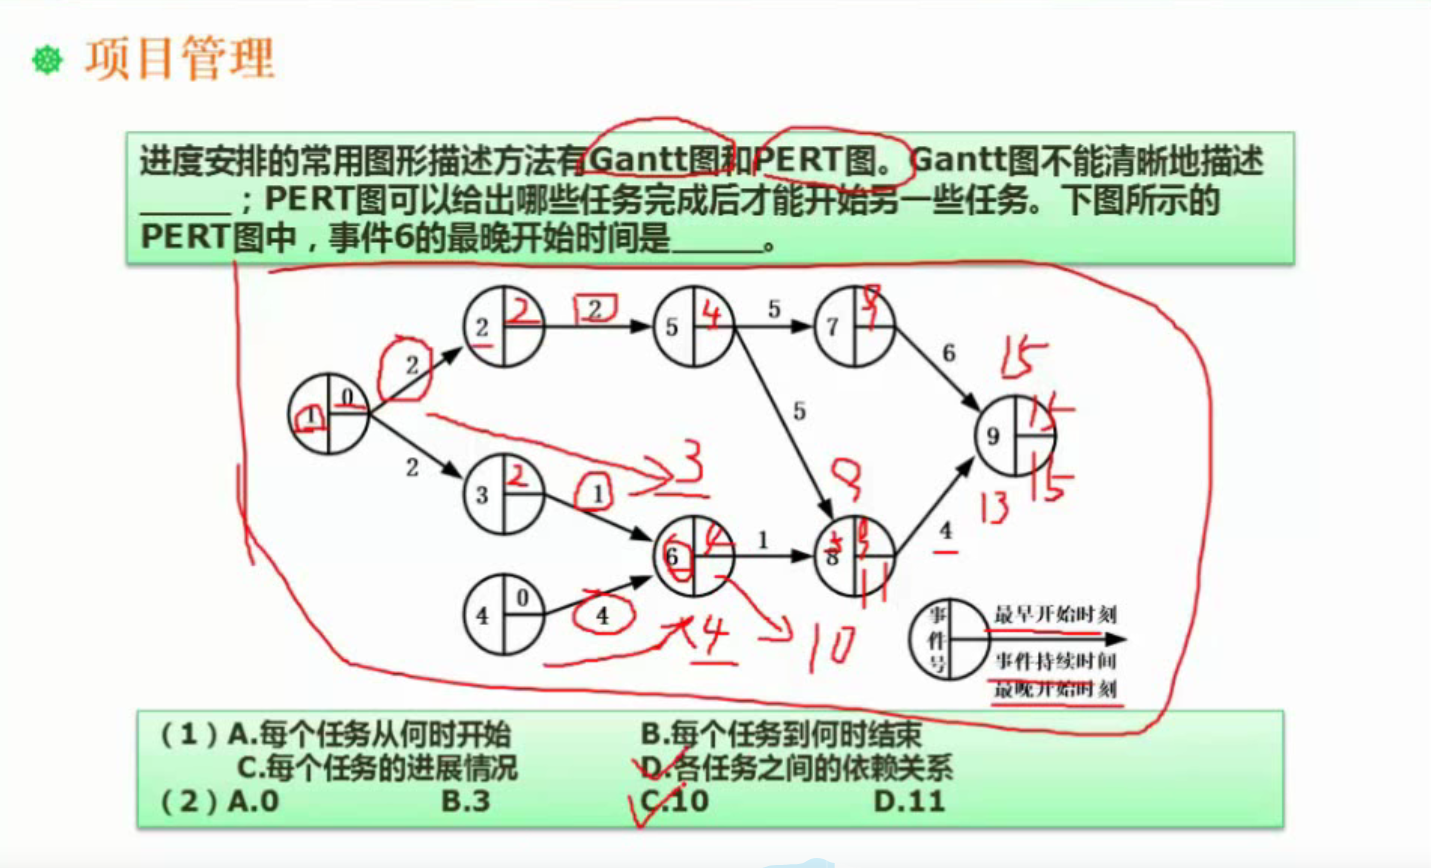 项目管理
进度安排的常用图形描述方法有Gantt图和PERT图。Gantt图不能清晰地描述
______；PERT图可以给出哪些任务完成后才能开始另一些任务。下图所示的
PERT图中，事件6的最晚开始时间是______。
2 2 2 5 4 5 7 9
1 0 2 6 15
5 9 15
2 3 15
3 2 1 13
9
6 4 1 8 9 4
11
4 0 4 4 10
事件号 最早开始时刻
事件持续时间
最晚开始时刻
（1）A.每个任务从何时开始 B.每个任务到何时结束
C.每个任务的进展情况 D.各任务之间的依赖关系
（2）A.0 B.3 C.10 D.11